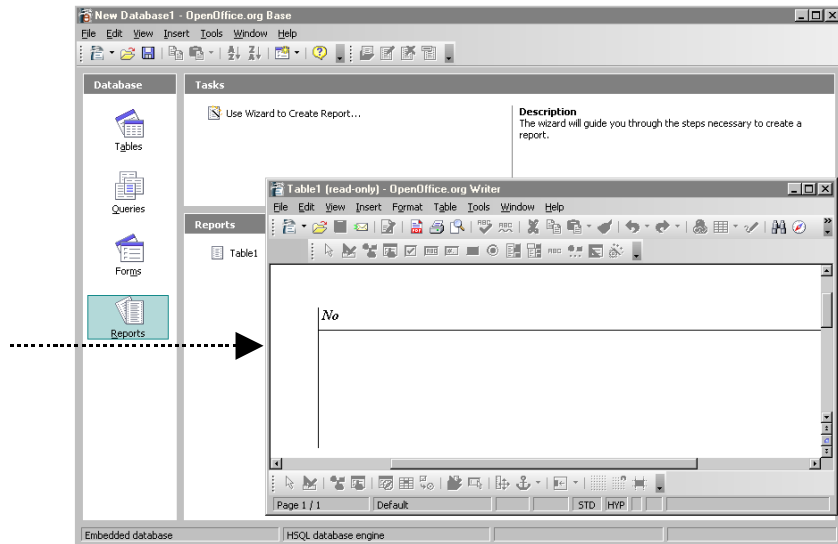 New Database1 - OpenOffice.org Base
File Edit View Insert Tools Window Help
Database
Tasks
Use Wizard to Create Report...
Description
The wizard will guide you through the steps necessary to create a
report.
Tables
Queries
Forms
Reports
Reports
Table1
Table1 (read-only) - OpenOffice.org Writer
File Edit View Insert Format Table Tools Window Help
No
Page 1 / 1 Default STD HYP
Embedded database HSQL database engine